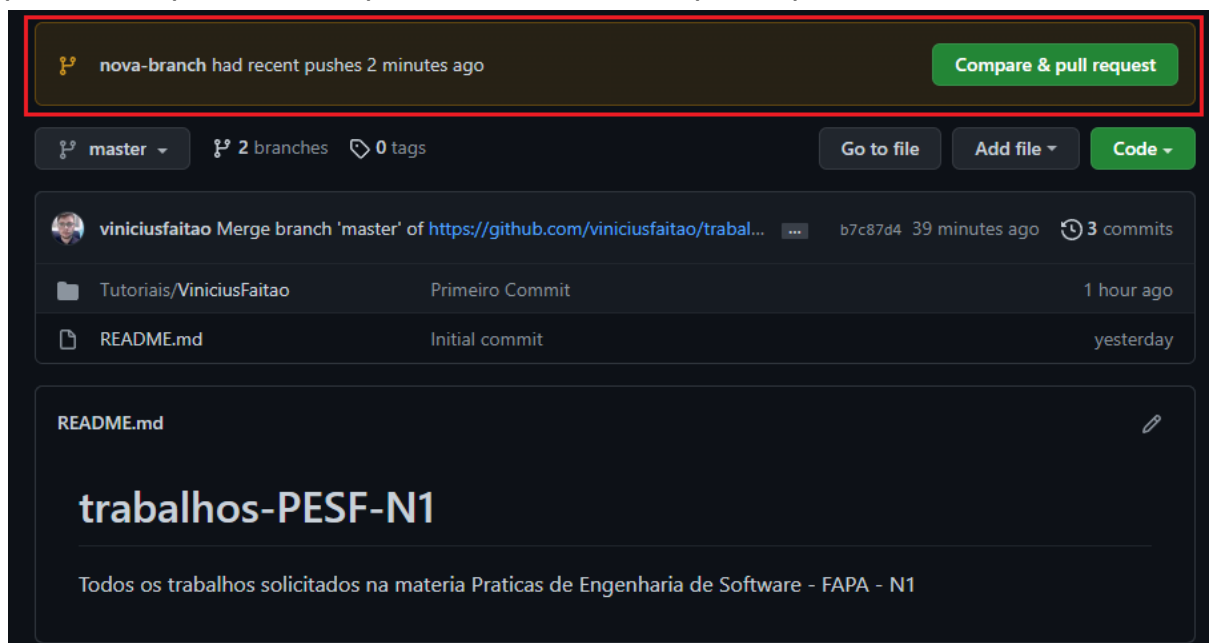 nova-branch had recent pushes 2 minutes ago Compare & pull request
master 2 branches 0 tags Go to file Add file Code
viniciusfaitao Merge branch 'master' of https://github.com/viniciusfaitao/trabal... ... b7c87d4 39 minutes ago 3 commits
Tutoriais/ViniciusFaitao Primeiro Commit 1 hour ago
README.md Initial commit yesterday
README.md
trabalhos-PESF-N1
Todos os trabalhos solicitados na materia Praticas de Engenharia de Software - FAPA - N1